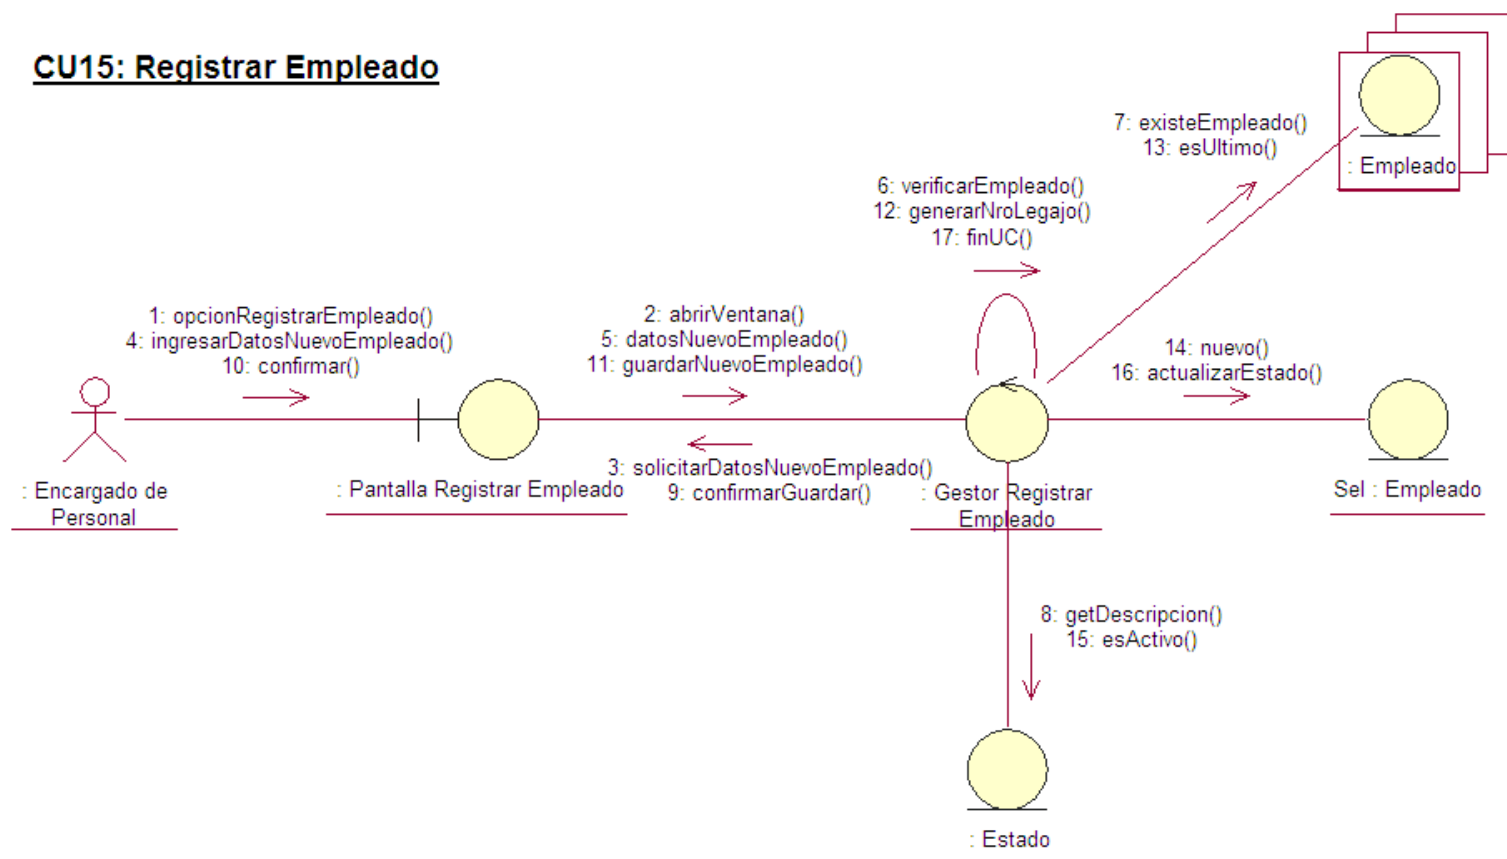 CU15: Registrar Empleado
7: existeEmpleado()
13: esUltimo()
: Empleado
6: verificarEmpleado()
12: generarNroLegajo()
17: finUC()
1: opcionRegistrarEmpleado()
4: ingresarDatosNuevoEmpleado()
10: confirmar()
2: abrirVentana()
5: datosNuevoEmpleado()
11: guardarNuevoEmpleado()
14: nuevo()
16: actualizarEstado()
3: solicitarDatosNuevoEmpleado()
9: confirmarGuardar()
: Encargado de
Personal
: Pantalla Registrar Empleado
: Gestor Registrar
Empleado
Sel : Empleado
8: getDescripcion()
15: esActivo()
: Estado